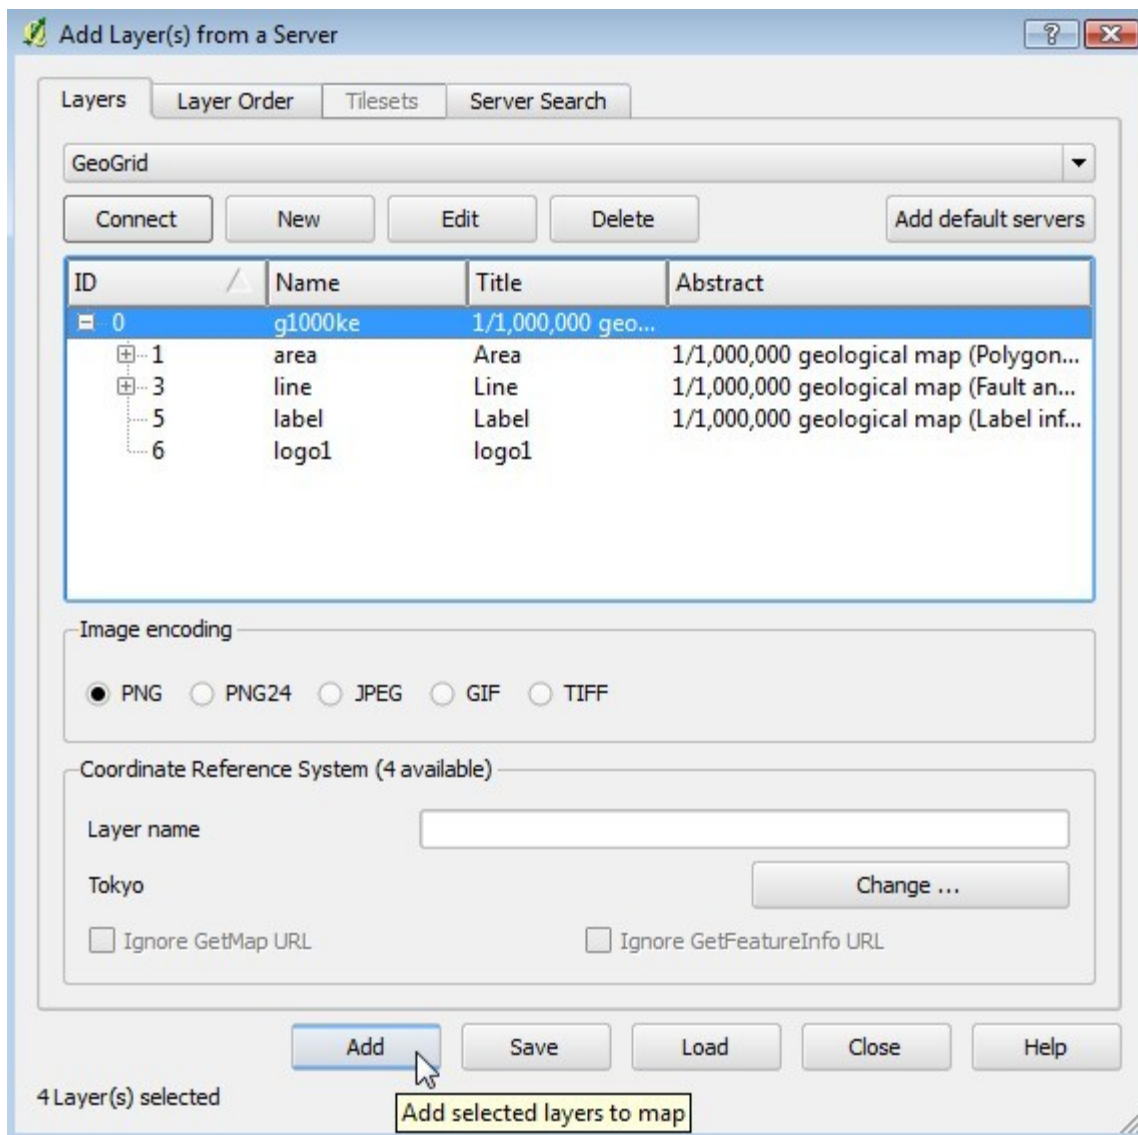 Add Layer(s) from a Server
Layers Layer Order Tilesets Server Search
GeoGrid
Connect New Edit Delete Add default servers
ID Name Title Abstract
0 g1000ke 1/1,000,000 geo...
1 area Area 1/1,000,000 geological map (Polygon...
3 line Line 1/1,000,000 geological map (Fault an...
5 label Label 1/1,000,000 geological map (Label inf...
6 logo1 logo1
Image encoding
PNG PNG24 JPEG GIF TIFF
Coordinate Reference System (4 available)
Layer name
Tokyo Change ...
Ignore GetMap URL Ignore GetFeatureInfo URL
Add Save Load Close Help
4 Layer(s) selected
Add selected layers to map